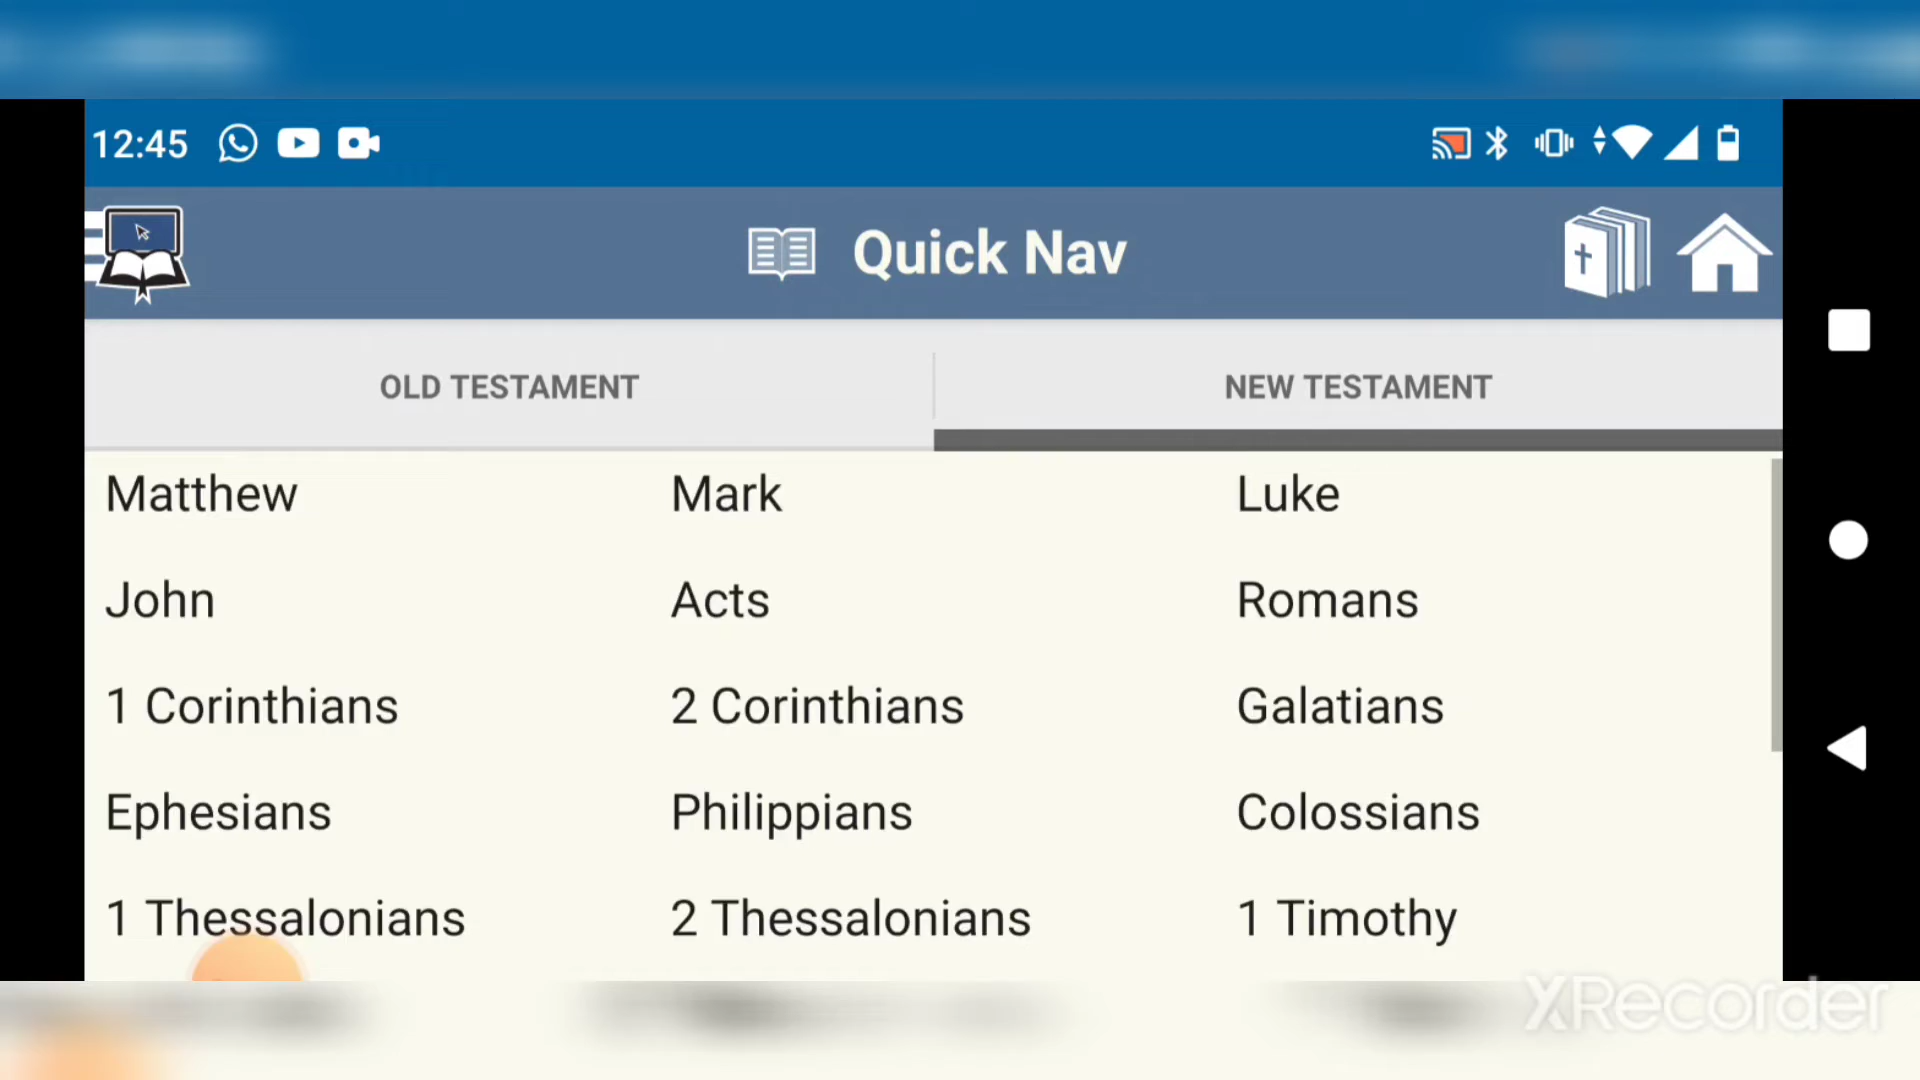 12:45
Quick Nav
OLD TESTAMENT NEW TESTAMENT
Matthew Mark Luke
John Acts Romans
1 Corinthians 2 Corinthians Galatians
Ephesians Philippians Colossians
1 Thessalonians 2 Thessalonians 1 Timothy
XRecorder